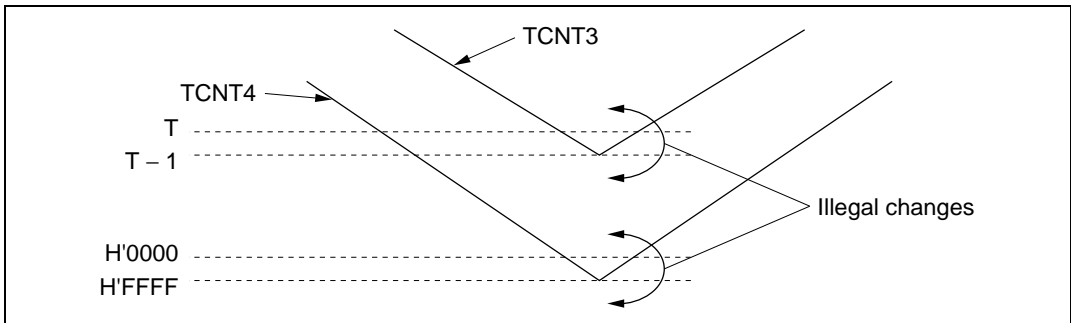 TCNT3
TCNT4
T
T – 1
Illegal changes
H'0000
H'FFFF